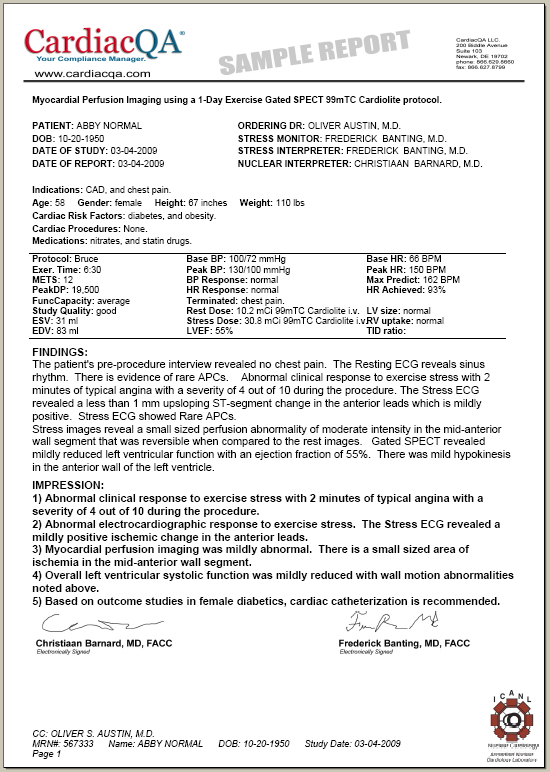 CardiacQA®
Your Compliance Manager.
www.cardiacqa.com
SAMPLE REPORT
CardiacQA LLC.
200 Biddle Avenue
Suite 103
Newark, DE 19702
phone: 866.629.8660
fax: 866.627.8799
Myocardial Perfusion Imaging using a 1-Day Exercise Gated SPECT 99mTC Cardiolite protocol.
PATIENT: ABBY NORMAL ORDERING DR: OLIVER AUSTIN, M.D.
DOB: 10-20-1950 STRESS MONITOR: FREDERICK BANTING, M.D.
DATE OF STUDY: 03-04-2009 STRESS INTERPRETER: FREDERICK BANTING, M.D.
DATE OF REPORT: 03-04-2009 NUCLEAR INTERPRETER: CHRISTIAAN BARNARD, M.D.
Indications: CAD, and chest pain.
Age: 58 Gender: female Height: 67 inches Weight: 110 lbs
Cardiac Risk Factors: diabetes, and obesity.
Cardiac Procedures: None.
Medications: nitrates, and statin drugs.
Protocol: Bruce Base BP: 100/72 mmHg Base HR: 66 BPM
Exer. Time: 6:30 Peak BP: 130/100 mmHg Peak HR: 150 BPM
METS: 12 BP Response: normal Max Predict: 162 BPM
PeakDP: 19,500 HR Response: normal HR Achieved: 93%
FuncCapacity: average Terminated: chest pain.
Study Quality: good Rest Dose: 10.2 mCi 99mTC Cardiolite i.v. LV size: normal
ESV: 31 ml Stress Dose: 30.8 mCi 99mTC Cardiolite i.v. RV uptake: normal
EDV: 83 ml LVEF: 55% TID ratio:
FINDINGS:
The patient's pre-procedure interview revealed no chest pain. The Resting ECG reveals sinus
rhythm. There is evidence of rare APCs. Abnormal clinical response to exercise stress with 2
minutes of typical angina with a severity of 4 out of 10 during the procedure. The Stress ECG
revealed a less than 1 mm upsloping ST-segment change in the anterior leads which is mildly
positive. Stress ECG showed Rare APCs.
Stress images reveal a small sized perfusion abnormality of moderate intensity in the mid-anterior
wall segment that was reversible when compared to the rest images. Gated SPECT revealed
mildly reduced left ventricular function with an ejection fraction of 55%. There was mild hypokinesis
in the anterior wall of the left ventricle.
IMPRESSION:
1) Abnormal clinical response to exercise stress with 2 minutes of typical angina with a
severity of 4 out of 10 during the procedure.
2) Abnormal electrocardiographic response to exercise stress. The Stress ECG revealed a
mildly positive ischemic change in the anterior leads.
3) Myocardial perfusion imaging was mildly abnormal. There is a small sized area of
ischemia in the mid-anterior wall segment.
4) Overall left ventricular systolic function was mildly reduced with wall motion abnormalities
noted above.
5) Based on outcome studies in female diabetics, cardiac catheterization is recommended.
Christiaan Barnard, MD, FACC Frederick Banting, MD, FACC
Electronically Signed Electronically Signed
ICANL
CC: OLIVER S. AUSTIN, M.D.
MRN#: 567333 Name: ABBY NORMAL DOB: 10-20-1950 Study Date: 03-04-2009
Page 1
Cardiology Laboratory